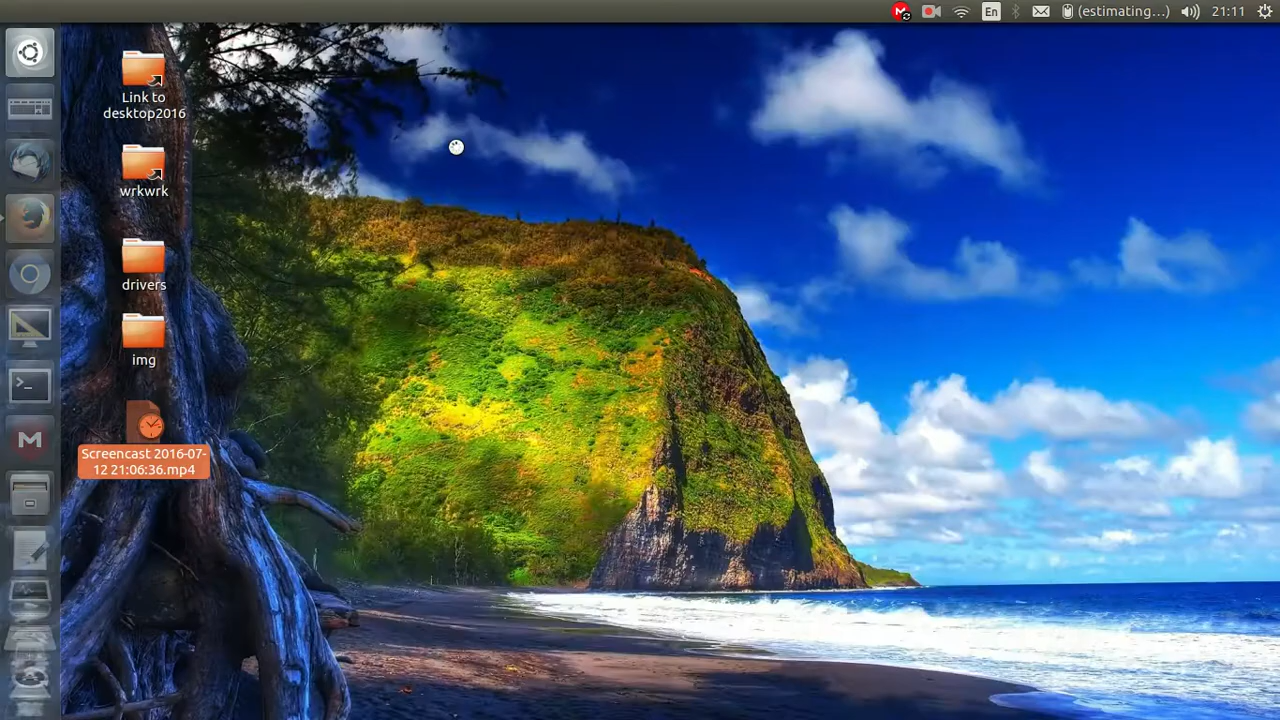 En
(estimating...)
21:11
Link to
desktop2016
wrkwrk
drivers
img
Screencast 2016-07-
12 21:06:36.mp4